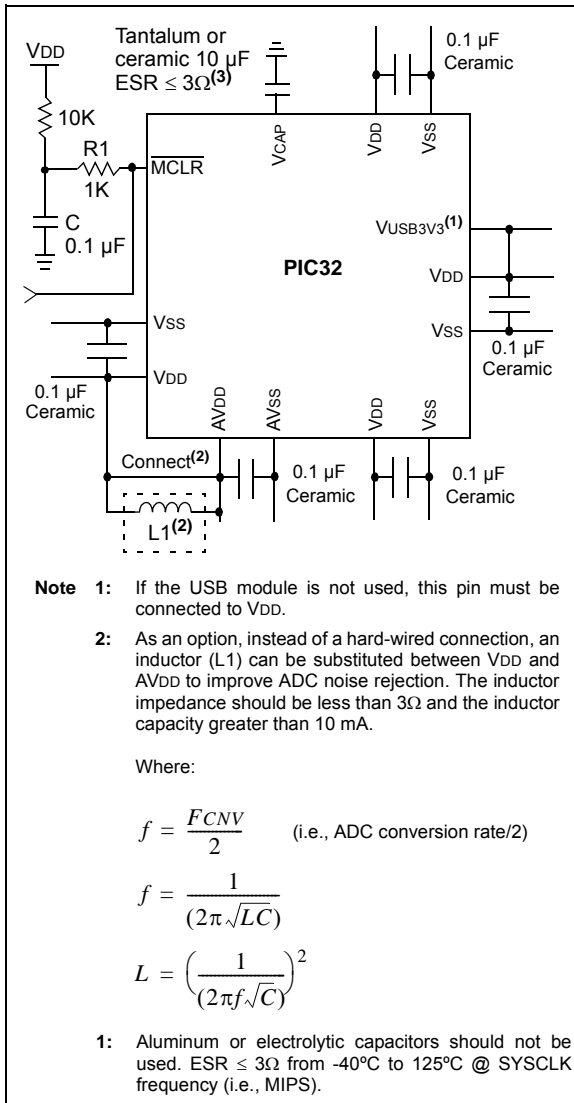 VDD
Tantalum or
ceramic 10 µF
ESR ≤ 3Ω(3)
0.1 µF
Ceramic
10K
R1
1K
MCLR
VCAP
VDD
VSS
C
0.1 µF
VUSB3V3(1)
PIC32
VDD
VSS
0.1 µF
Ceramic
VSS
VDD
0.1 µF
Ceramic
AVDD
AVSS
VDD
VSS
Connect(2)
0.1 µF
Ceramic
0.1 µF
Ceramic
L1(2)
Note 1: If the USB module is not used, this pin must be
connected to VDD.
2: As an option, instead of a hard-wired connection, an
inductor (L1) can be substituted between VDD and
AVDD to improve ADC noise rejection. The inductor
impedance should be less than 3Ω and the inductor
capacity greater than 10 mA.
Where:
f = FCNV / 2 (i.e., ADC conversion rate/2)
f = 1 / (2π√LC)
L = (1 / (2πf√C))²
1: Aluminum or electrolytic capacitors should not be
used. ESR ≤ 3Ω from -40ºC to 125ºC @ SYSCLK
frequency (i.e., MIPS).